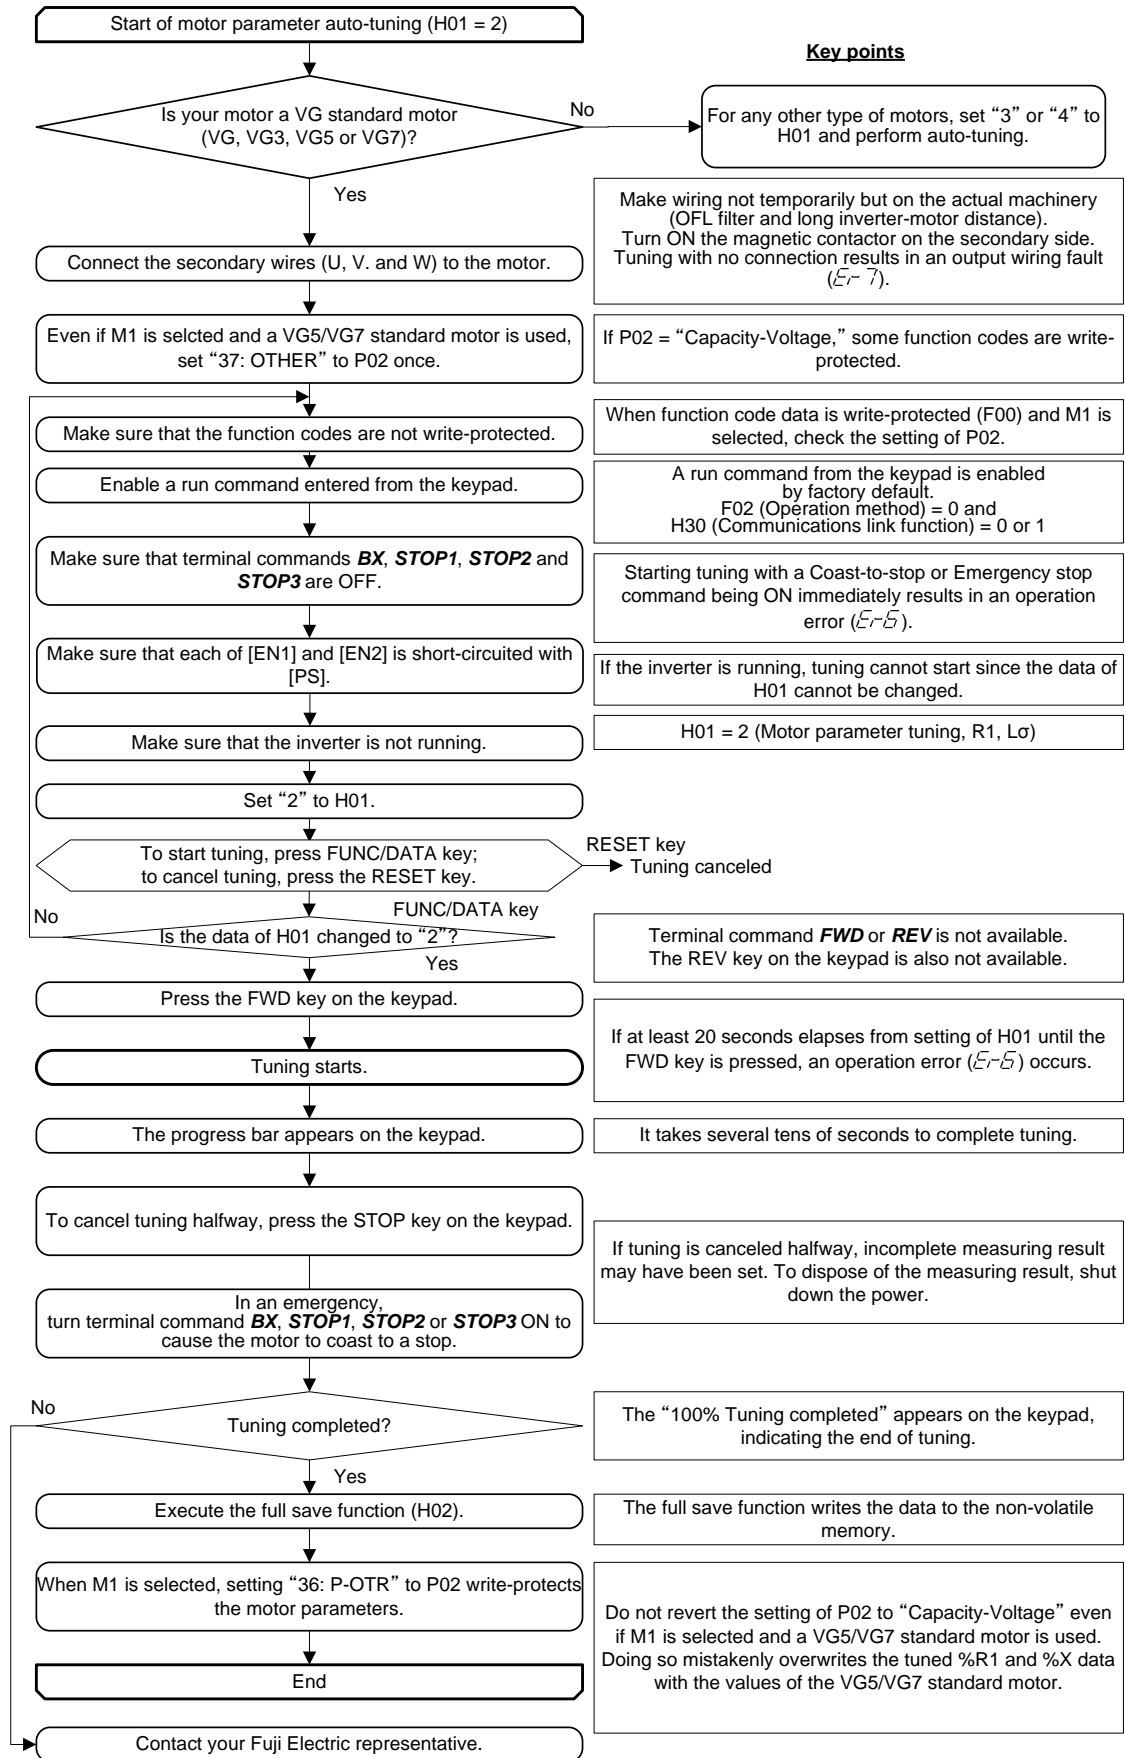 Start of motor parameter auto-tuning (H01 = 2)
Key points
Is your motor a VG standard motor
(VG, VG3, VG5 or VG7)?
No
For any other type of motors, set “3” or “4” to
H01 and perform auto-tuning.
Yes
Make wiring not temporarily but on the actual machinery
(OFL filter and long inverter-motor distance).
Turn ON the magnetic contactor on the secondary side.
Tuning with no connection results in an output wiring fault
(Er 7).
Connect the secondary wires (U, V. and W) to the motor.
Even if M1 is selcted and a VG5/VG7 standard motor is used,
set “37: OTHER” to P02 once.
If P02 = “Capacity-Voltage,” some function codes are write-
protected.
Make sure that the function codes are not write-protected.
When function code data is write-protected (F00) and M1 is
selected, check the setting of P02.
Enable a run command entered from the keypad.
A run command from the keypad is enabled
by factory default.
F02 (Operation method) = 0 and
H30 (Communications link function) = 0 or 1
Make sure that terminal commands BX, STOP1, STOP2 and
STOP3 are OFF.
Starting tuning with a Coast-to-stop or Emergency stop
command being ON immediately results in an operation
error (Er6).
Make sure that each of [EN1] and [EN2] is short-circuited with
[PS].
If the inverter is running, tuning cannot start since the data of
H01 cannot be changed.
Make sure that the inverter is not running.
H01 = 2 (Motor parameter tuning, R1, Lσ)
Set “2” to H01.
To start tuning, press FUNC/DATA key;
to cancel tuning, press the RESET key.
RESET key
Tuning canceled
FUNC/DATA key
No
Is the data of H01 changed to “2”?
Yes
Terminal command FWD or REV is not available.
The REV key on the keypad is also not available.
Press the FWD key on the keypad.
Tuning starts.
If at least 20 seconds elapses from setting of H01 until the
FWD key is pressed, an operation error (Er6) occurs.
The progress bar appears on the keypad.
It takes several tens of seconds to complete tuning.
To cancel tuning halfway, press the STOP key on the keypad.
If tuning is canceled halfway, incomplete measuring result
may have been set. To dispose of the measuring result, shut
down the power.
In an emergency,
turn terminal command BX, STOP1, STOP2 or STOP3 ON to
cause the motor to coast to a stop.
No
Tuning completed?
Yes
The “100% Tuning completed” appears on the keypad,
indicating the end of tuning.
Execute the full save function (H02).
The full save function writes the data to the non-volatile
memory.
When M1 is selected, setting “36: P-OTR” to P02 write-protects
the motor parameters.
Do not revert the setting of P02 to “Capacity-Voltage” even
if M1 is selected and a VG5/VG7 standard motor is used.
Doing so mistakenly overwrites the tuned %R1 and %X data
with the values of the VG5/VG7 standard motor.
End
Contact your Fuji Electric representative.